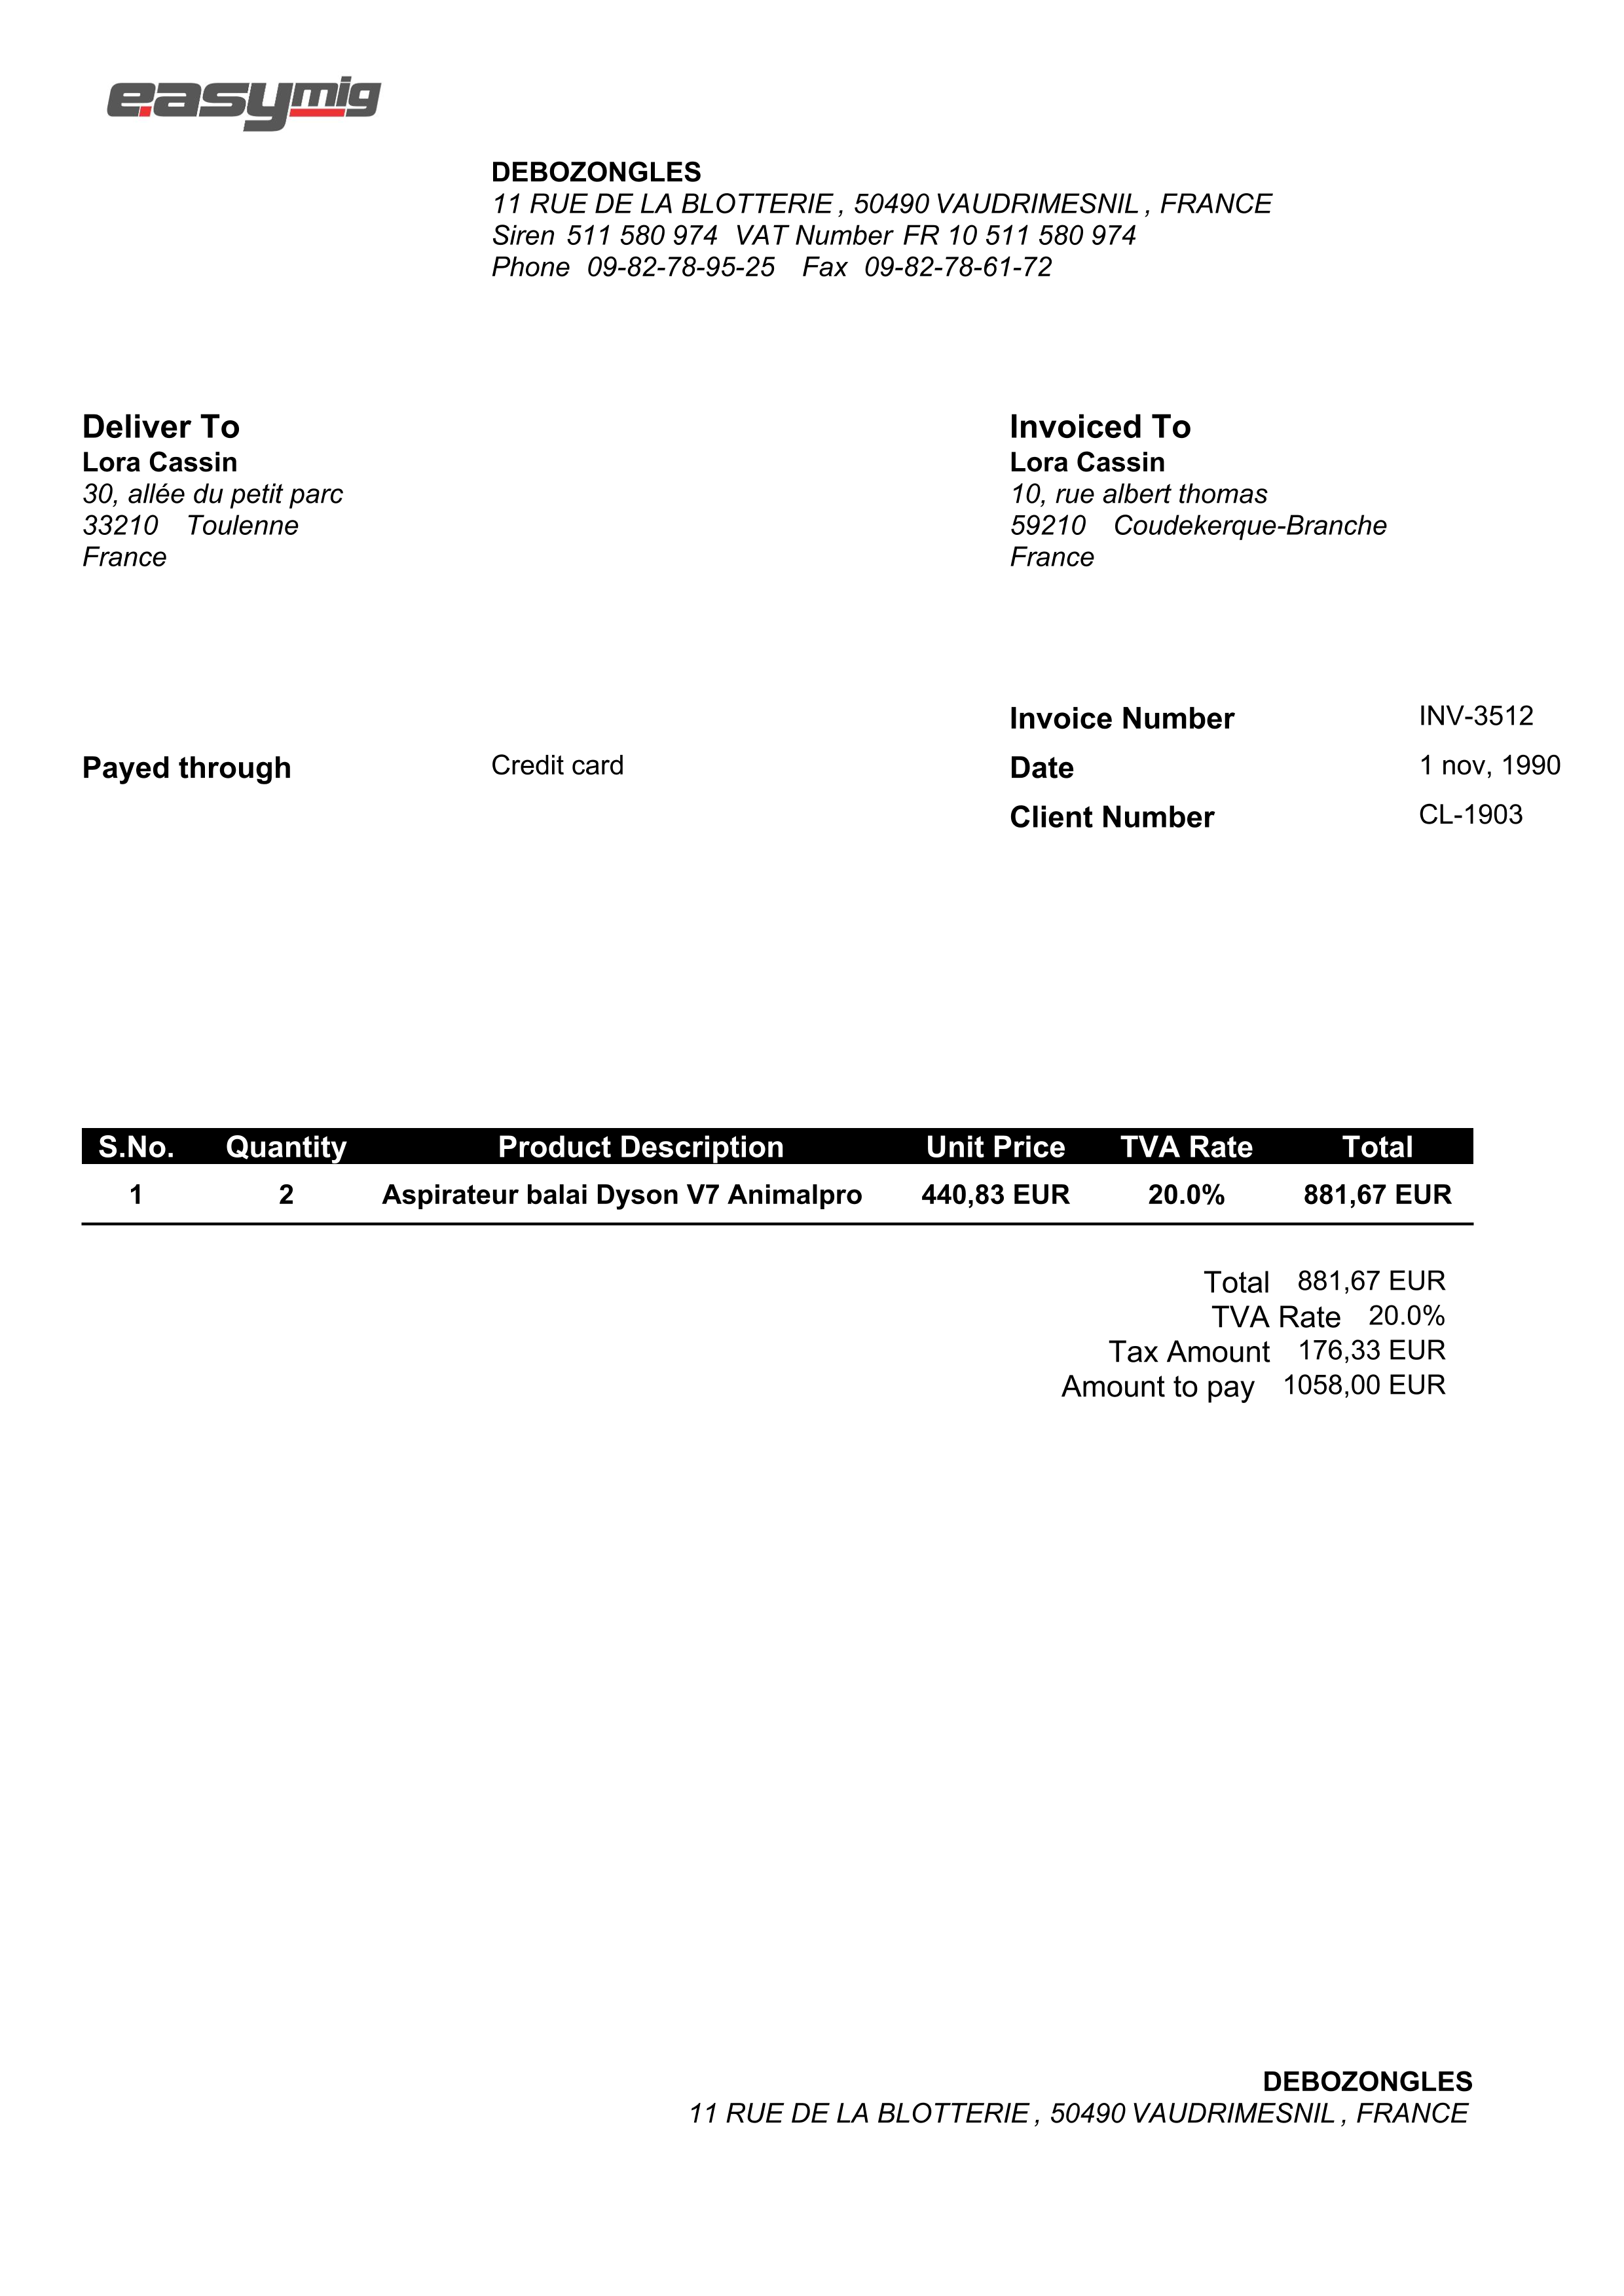 easymig
DEBOZONGLES
11 RUE DE LA BLOTTERIE , 50490 VAUDRIMESNIL , FRANCE
Siren 511 580 974 VAT Number FR 10 511 580 974
Phone 09-82-78-95-25 Fax 09-82-78-61-72
Deliver To
Lora Cassin
30, allée du petit parc
33210 Toulenne
France
Invoiced To
Lora Cassin
10, rue albert thomas
59210 Coudekerque-Branche
France
Invoice Number INV-3512
Payed through Credit card Date 1 nov, 1990
Client Number CL-1903
S.No. Quantity Product Description Unit Price TVA Rate Total
1 2 Aspirateur balai Dyson V7 Animalpro 440,83 EUR 20.0% 881,67 EUR
Total 881,67 EUR
TVA Rate 20.0%
Tax Amount 176,33 EUR
Amount to pay 1058,00 EUR
DEBOZONGLES
11 RUE DE LA BLOTTERIE , 50490 VAUDRIMESNIL , FRANCE